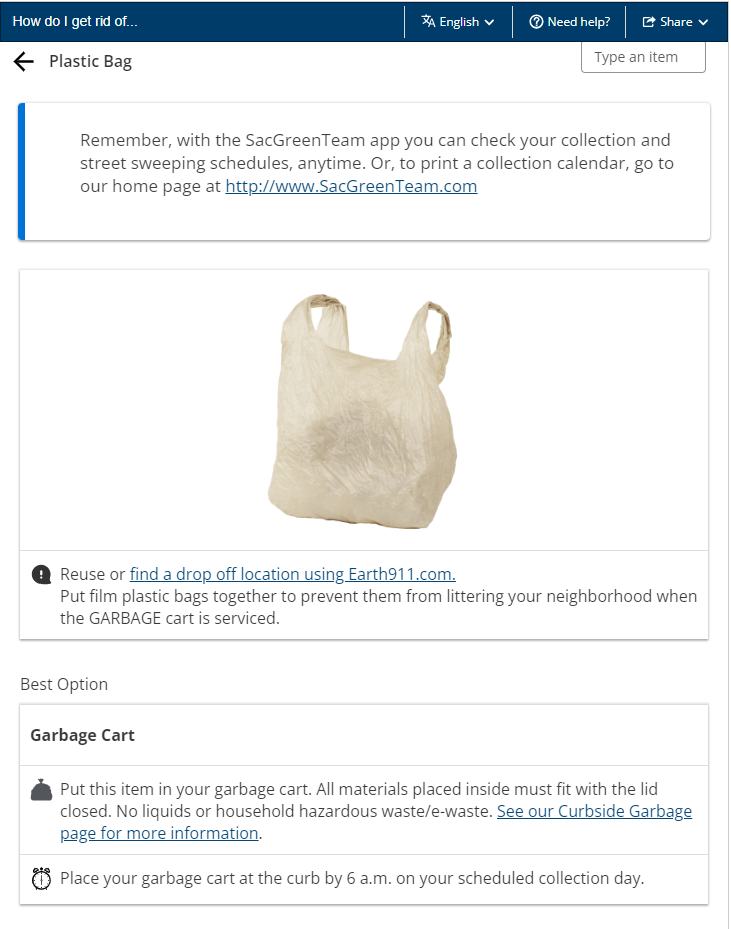 How do I get rid of...
English
Need help?
Share
Plastic Bag
Type an item
Remember, with the SacGreenTeam app you can check your collection and
street sweeping schedules, anytime. Or, to print a collection calendar, go to
our home page at http://www.SacGreenTeam.com
Reuse or find a drop off location using Earth911.com.
Put film plastic bags together to prevent them from littering your neighborhood when
the GARBAGE cart is serviced.
Best Option
Garbage Cart
Put this item in your garbage cart. All materials placed inside must fit with the lid
closed. No liquids or household hazardous waste/e-waste. See our Curbside Garbage
page for more information.
Place your garbage cart at the curb by 6 a.m. on your scheduled collection day.